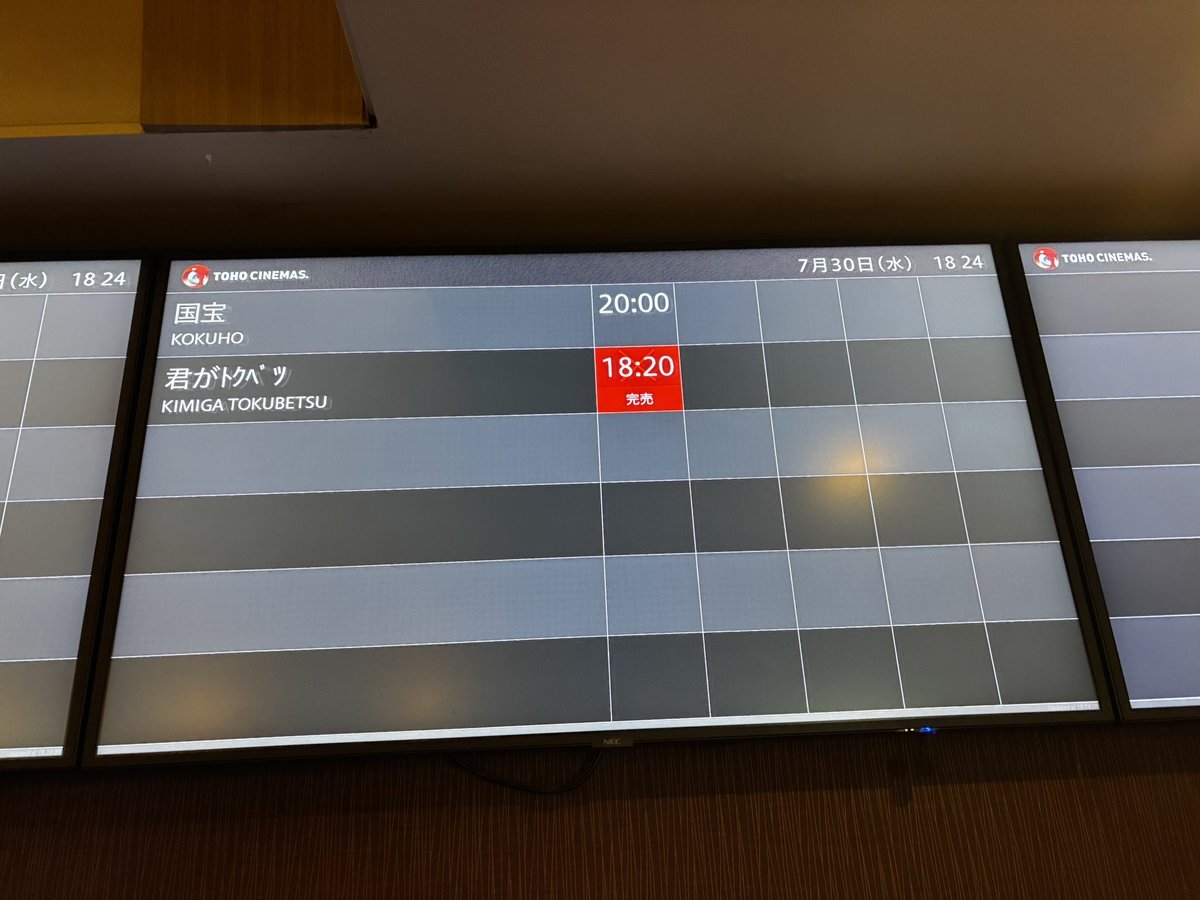 日(水) 18 24
TOHO CINEMAS. 7月30日(水) 18 24
国宝 20:00
KOKUHO
君がﾄｸﾍﾞﾂ 18:20
KIMIGA TOKUBETSU 完売
TOHO CINEMAS.
NEC